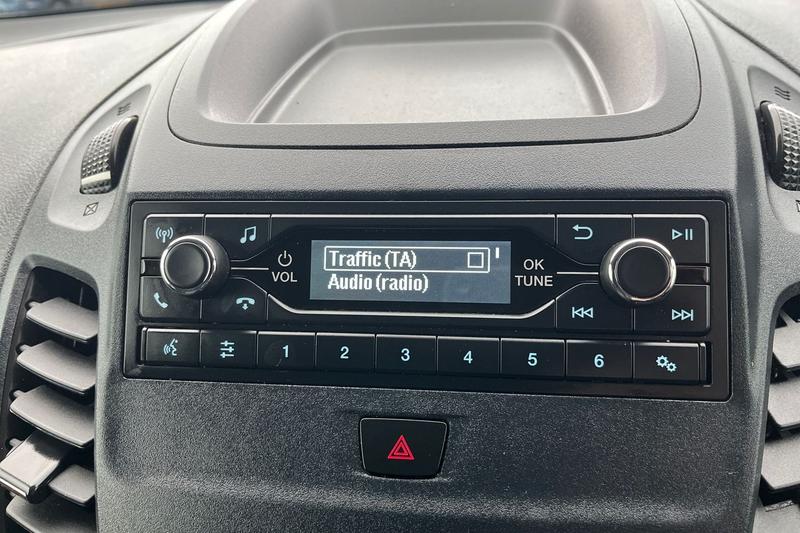 Traffic (TA)
Audio (radio)
VOL
OK
TUNE
1 2 3 4 5 6